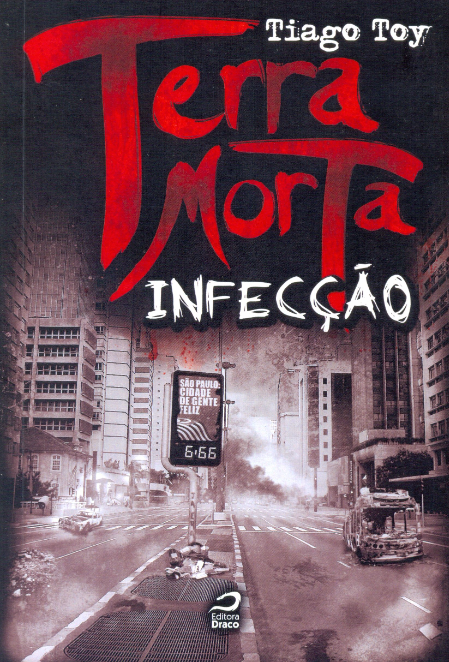 Tiago Toy
Terra
Morta
INFECÇÃO
SÃO PAULO:
CIDADE
DE GENTE
FELIZ
6:66
Editora
Draco